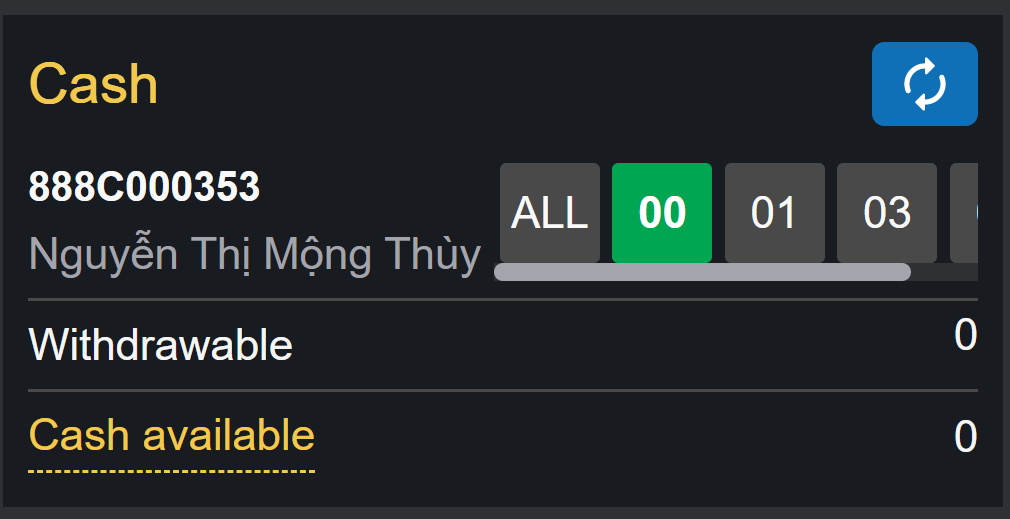 Cash
888C000353
Nguyễn Thị Mộng Thùy
ALL 00 01 03
Withdrawable 0
Cash available 0